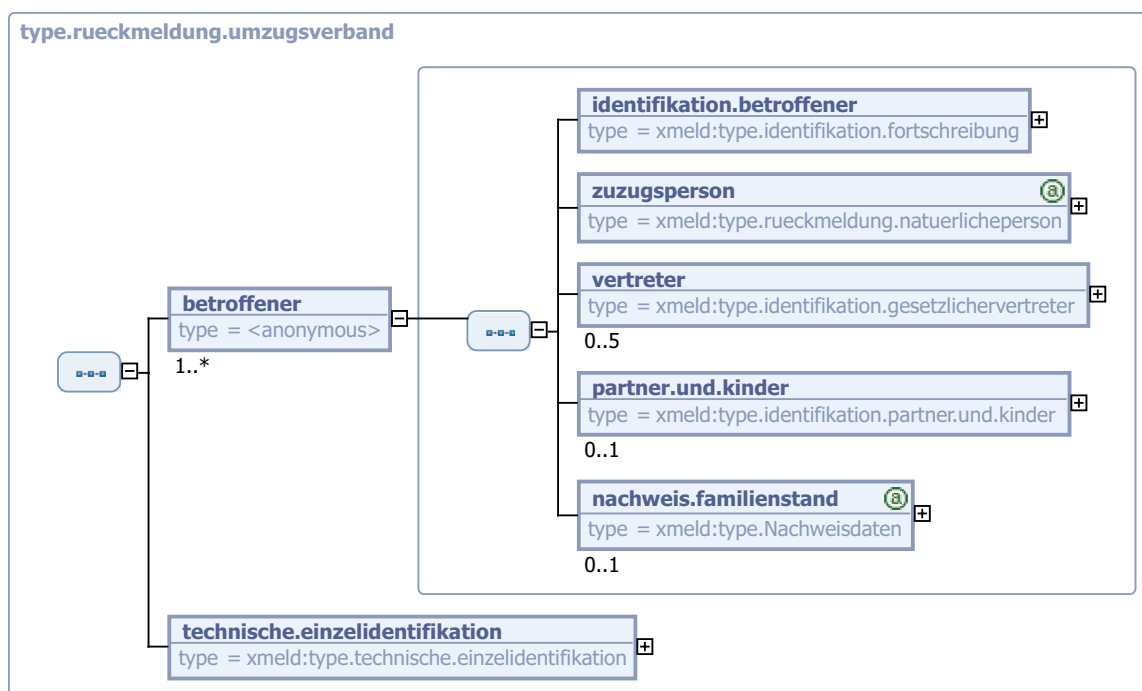 type.rueckmeldung.umzugsverband
identifikation.betroffener
type = xmeld:type.identifikation.fortschreibung
zuzugsperson
type = xmeld:type.rueckmeldung.natuerlicheperson
vertreter
type = xmeld:type.identifikation.gesetzlichervertreter
0..5
betroffener
type = <anonymous>
1..*
partner.und.kinder
type = xmeld:type.identifikation.partner.und.kinder
0..1
nachweis.familienstand
type = xmeld:type.Nachweisdaten
0..1
technische.einzelidentifikation
type = xmeld:type.technische.einzelidentifikation